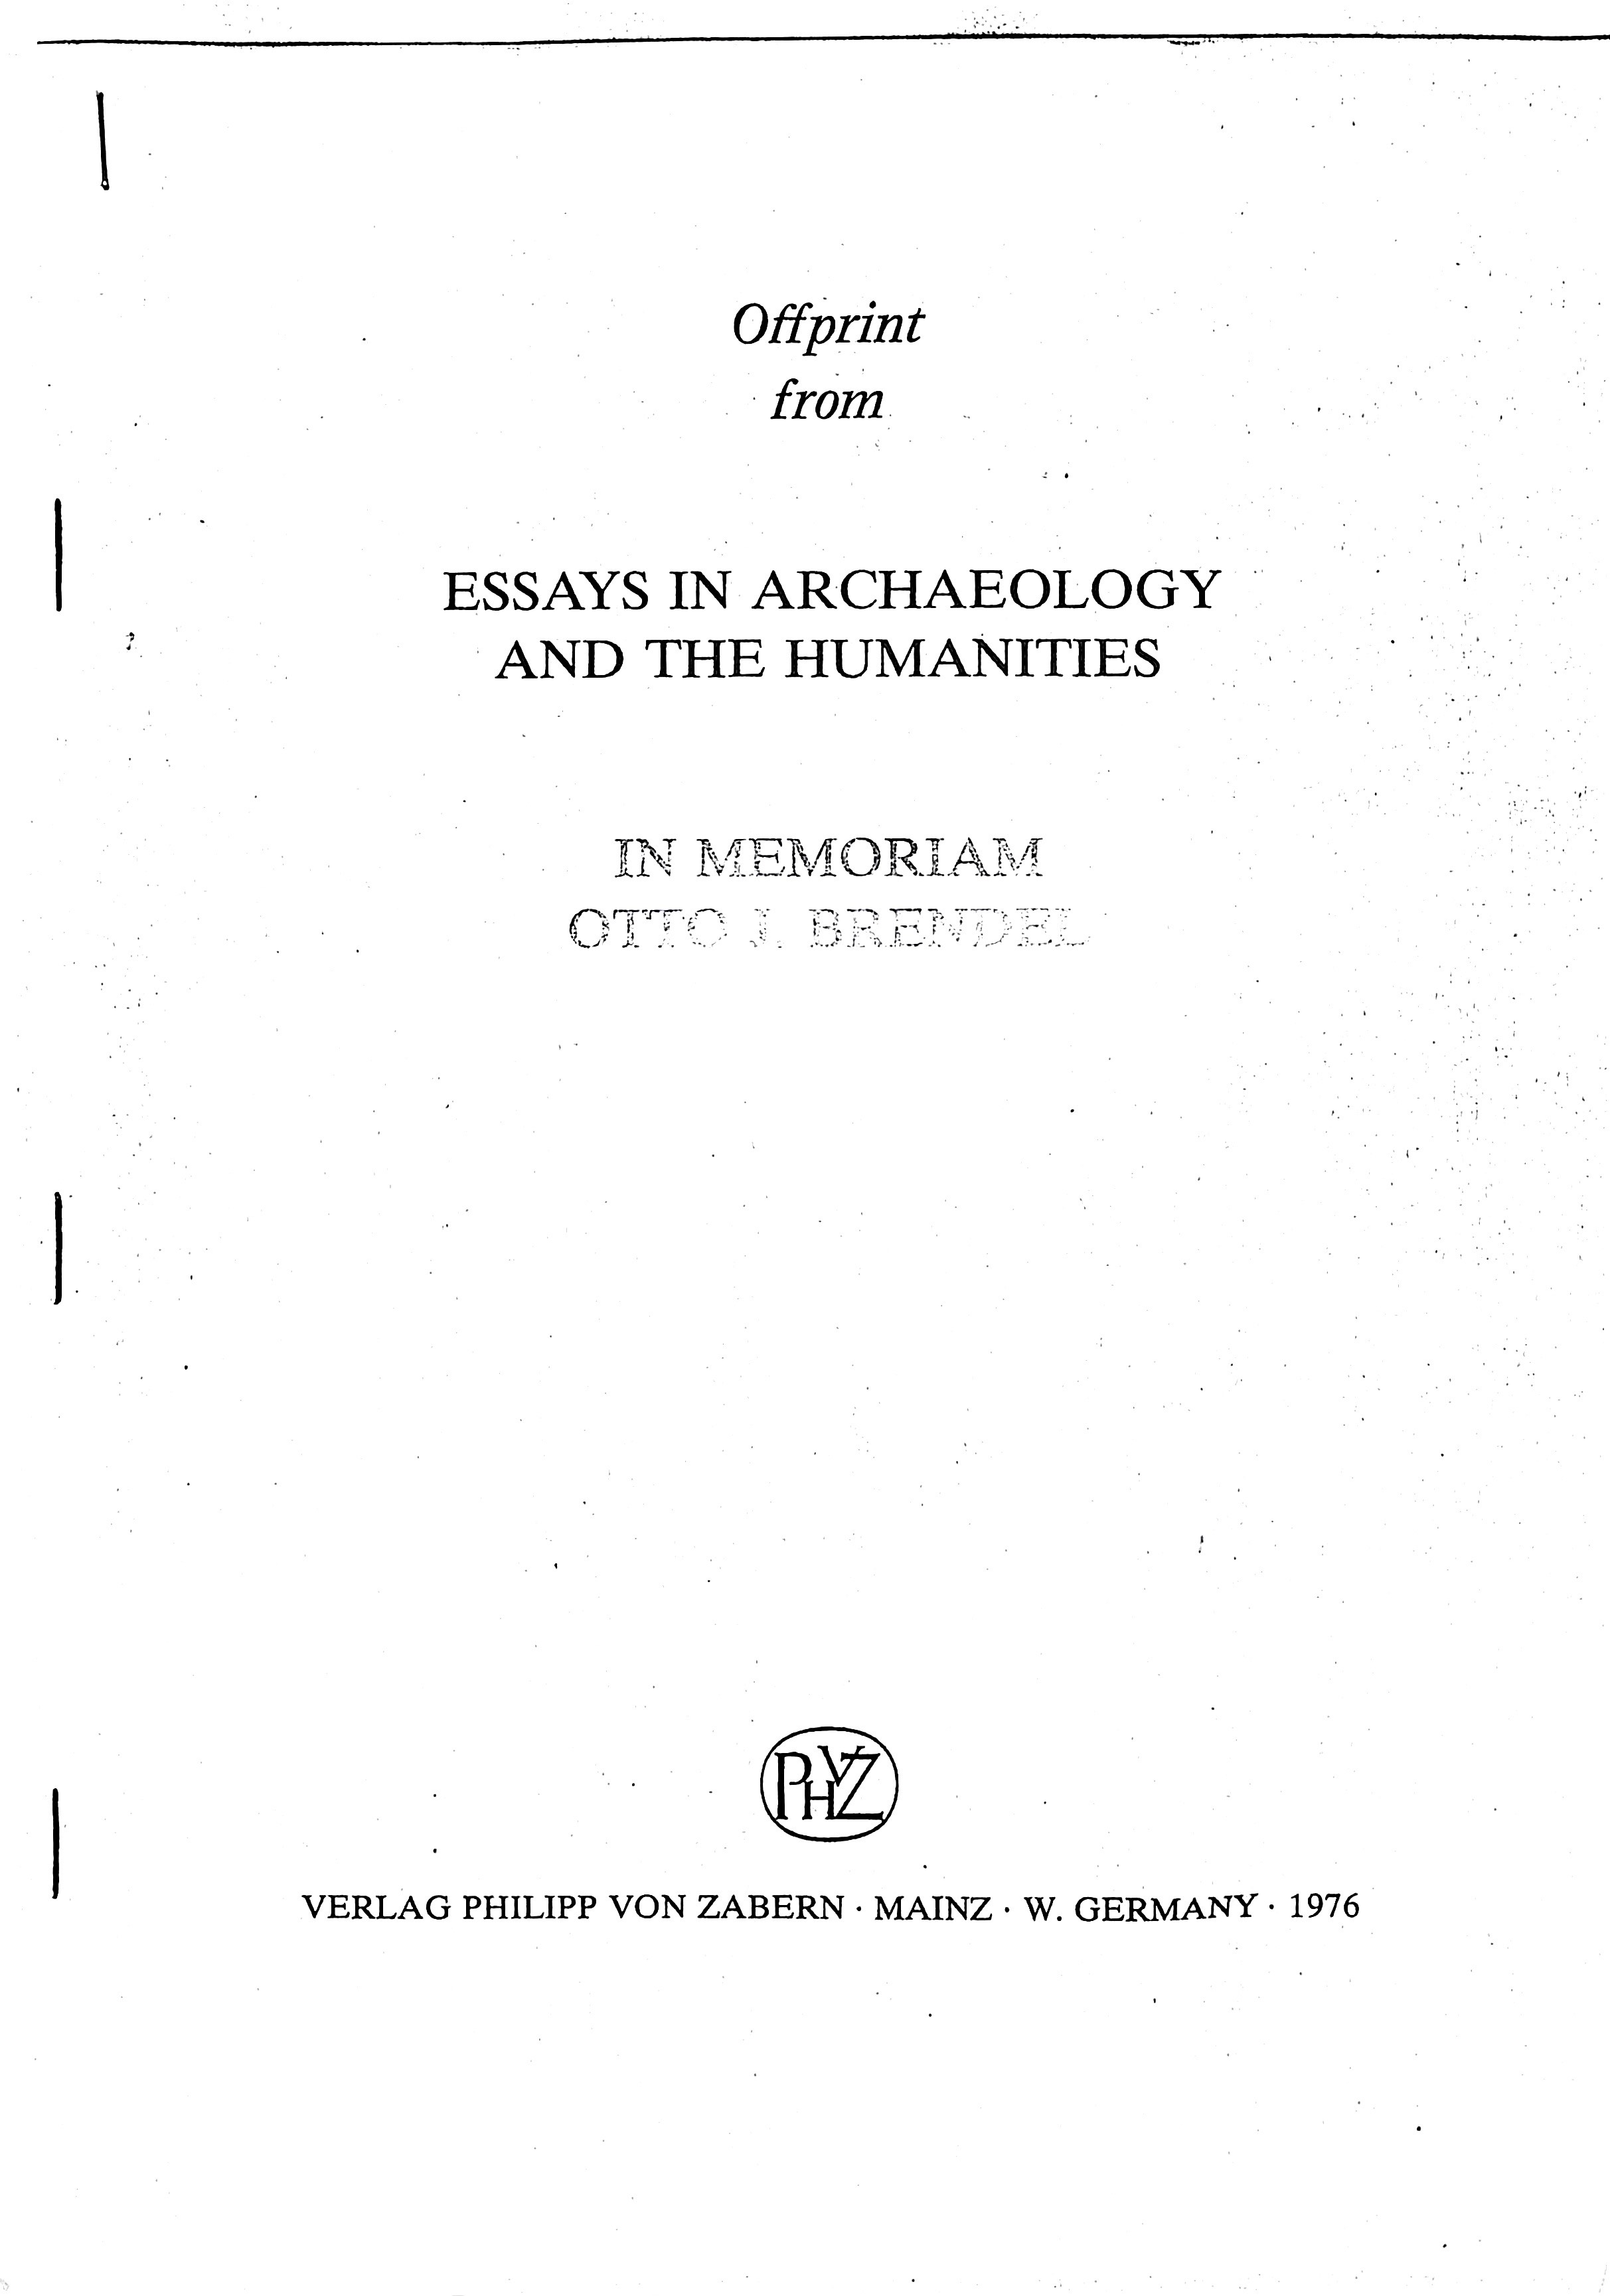 Offprint
from
ESSAYS IN ARCHAEOLOGY
AND THE HUMANITIES
IN MEMORIAM
OTTO J. BRENDEL
PHVZ
VERLAG PHILIPP VON ZABERN · MAINZ · W. GERMANY · 1976